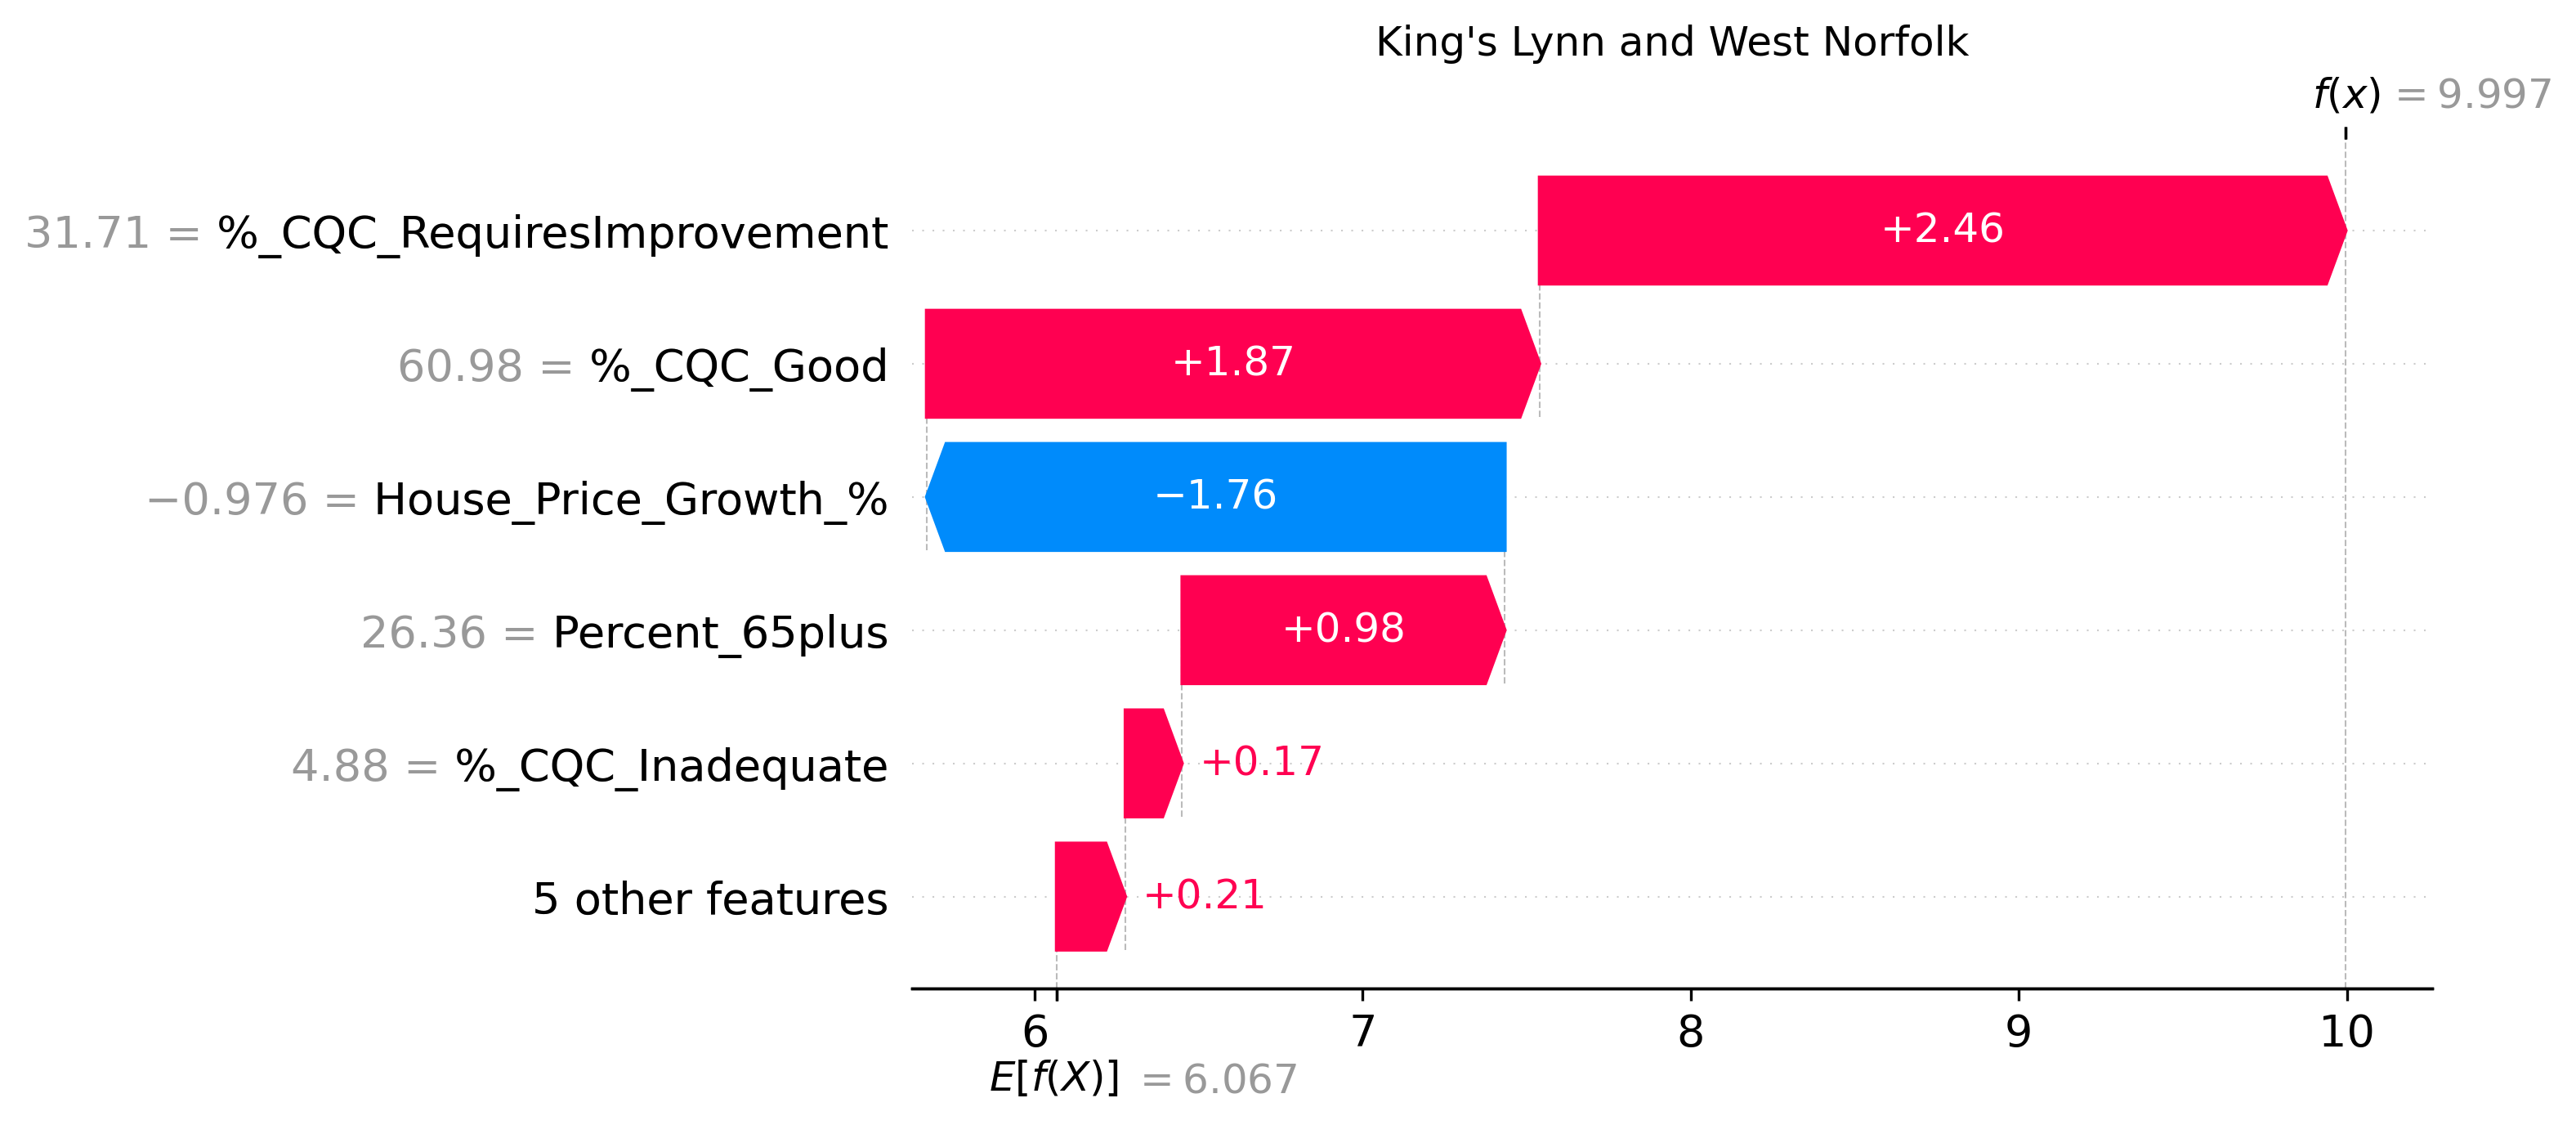 King's Lynn and West Norfolk
f(x) = 9.997
31.71 = %_CQC_RequiresImprovement
+2.46
60.98 = %_CQC_Good
+1.87
−0.976 = House_Price_Growth_%
−1.76
26.36 = Percent_65plus
+0.98
4.88 = %_CQC_Inadequate
+0.17
5 other features
+0.21
6 7 8 9 10
E[f(X)] = 6.067